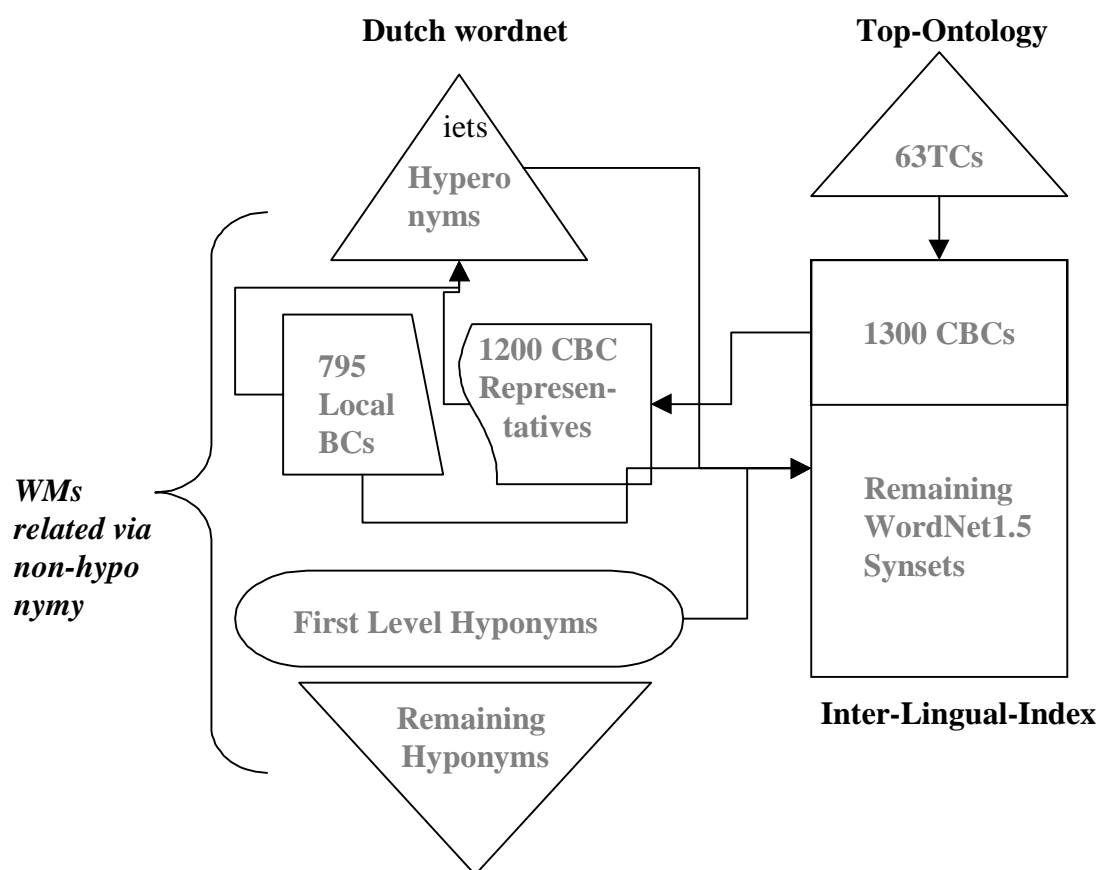 Dutch wordnet
Top-Ontology
iets
Hypero
nyms
63TCs
795
Local
BCs
1200 CBC
Represen-
tatives
1300 CBCs
WMs
related via
non-hypo
nymy
Remaining
WordNet1.5
Synsets
First Level Hyponyms
Remaining
Hyponyms
Inter-Lingual-Index